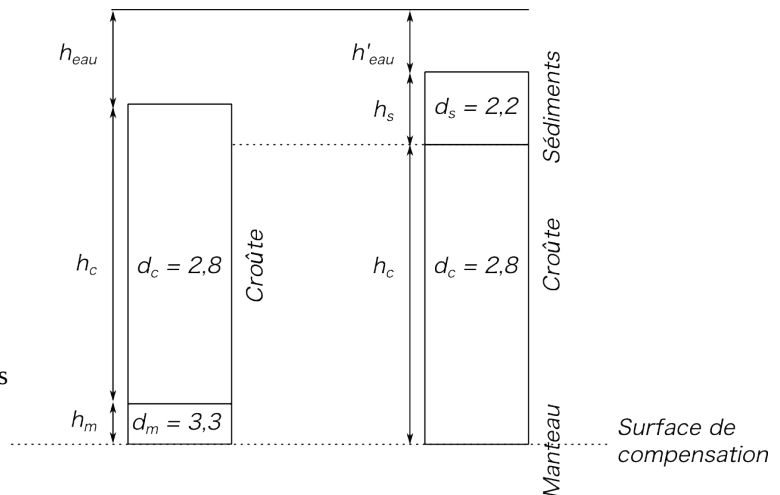 h_eau
h'_eau
h_s
d_s = 2,2
Sédiments
h_c
d_c = 2,8
Croûte
h_c
d_c = 2,8
Croûte
s
h_m
d_m = 3,3
Manteau
Surface de
compensation